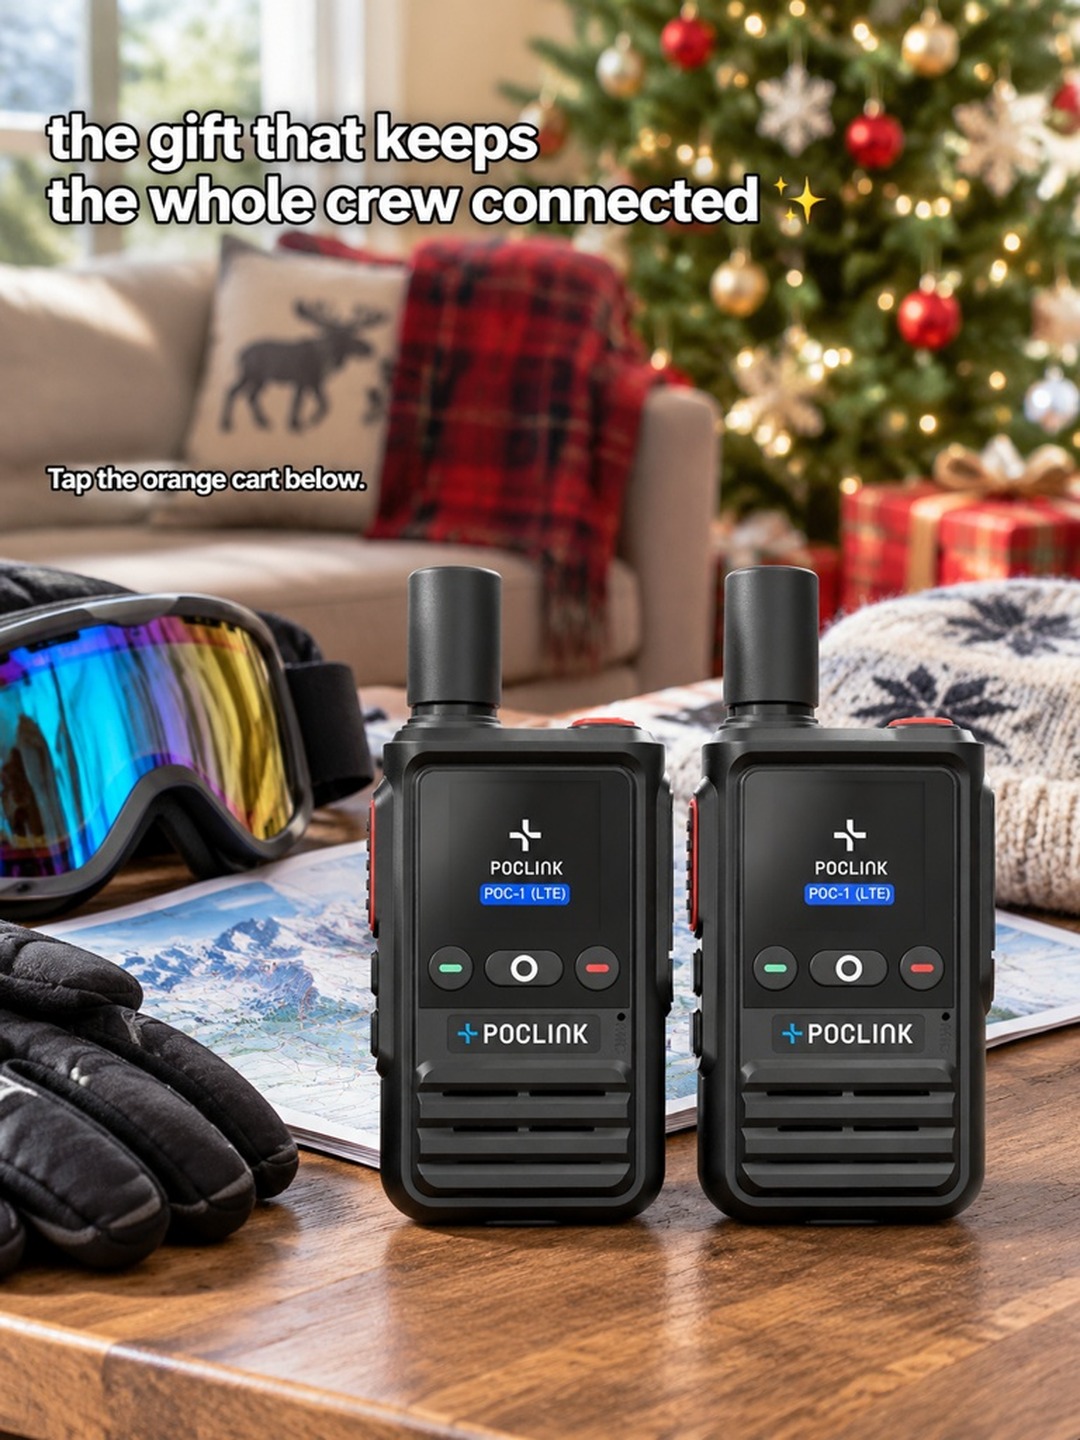 the gift that keeps
the whole crew connected ✨
Tap the orange cart below.
POCLINK
POC-1 (LTE)
POCLINK
POCLINK
POC-1 (LTE)
POCLINK